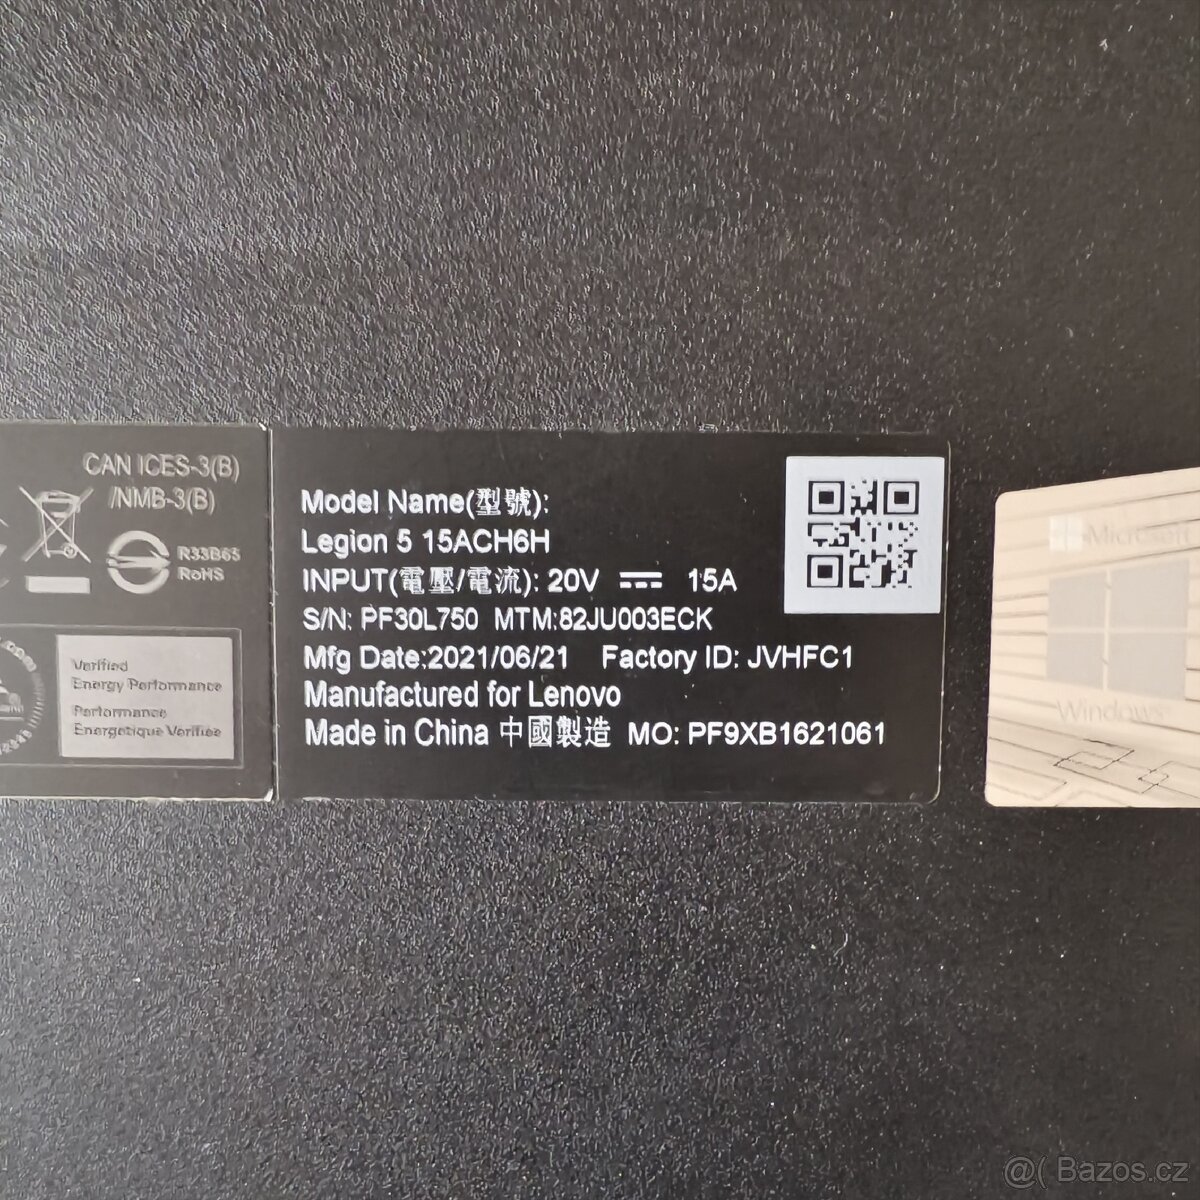 CAN ICES-3(B)
/NMB-3(B)
R33B65
RoHS
Verified
Energy Performance
Performance
Energetique Verifiee
Model Name(型號):
Legion 5 15ACH6H
INPUT(電壓/電流): 20V ⎓ 15A
S/N: PF30L750 MTM:82JU003ECK
Mfg Date:2021/06/21 Factory ID: JVHFC1
Manufactured for Lenovo
Made in China 中國製造 MO: PF9XB1621061
Microsoft
Windows
@( Bazos.cz